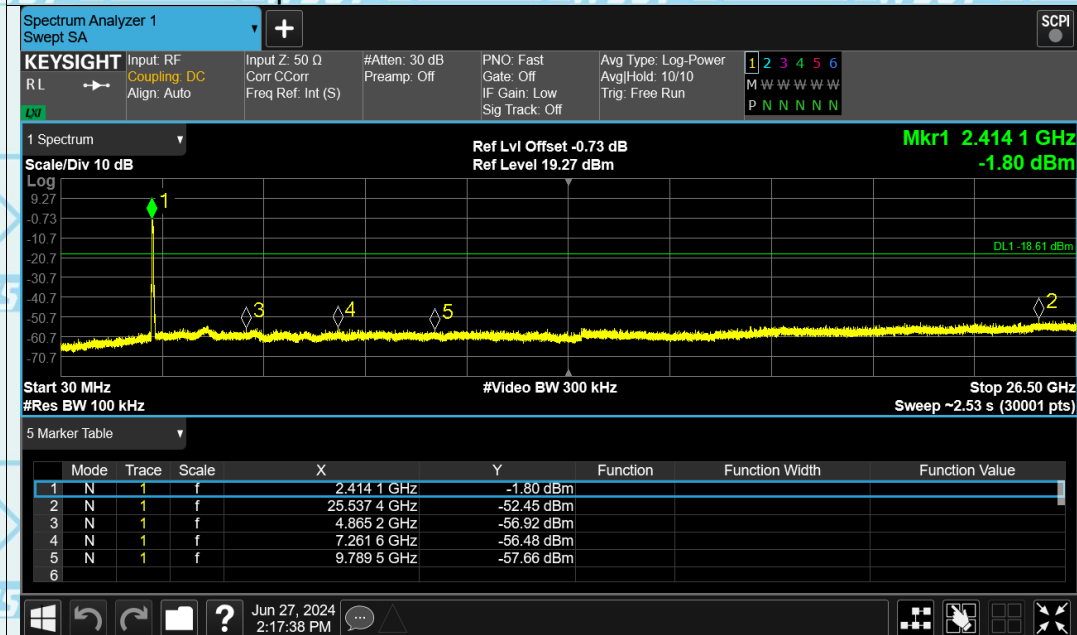 Spectrum Analyzer 1
Swept SA
+
SCPI
KEYSIGHT
R L
LXI
Input: RF
Coupling: DC
Align: Auto
Input Z: 50 Ω
Corr CCorr
Freq Ref: Int (S)
#Atten: 30 dB
Preamp: Off
PNO: Fast
Gate: Off
IF Gain: Low
Sig Track: Off
Avg Type: Log-Power
Avg|Hold: 10/10
Trig: Free Run
1 2 3 4 5 6
M W W W W W
P N N N N N
1 Spectrum
Scale/Div 10 dB
Ref Lvl Offset -0.73 dB
Ref Level 19.27 dBm
Mkr1 2.414 1 GHz
-1.80 dBm
Log
9.27
-0.73
-10.7
-20.7
-30.7
-40.7
-50.7
-60.7
-70.7
1
DL1 -18.61 dBm
3
4
5
2
Start 30 MHz
#Video BW 300 kHz
Stop 26.50 GHz
#Res BW 100 kHz
Sweep ~2.53 s (30001 pts)
5 Marker Table
Mode Trace Scale X Y Function Function Width Function Value
1 N 1 f 2.414 1 GHz -1.80 dBm
2 N 1 f 25.537 4 GHz -52.45 dBm
3 N 1 f 4.865 2 GHz -56.92 dBm
4 N 1 f 7.261 6 GHz -56.48 dBm
5 N 1 f 9.789 5 GHz -57.66 dBm
6
?
Jun 27, 2024
2:17:38 PM